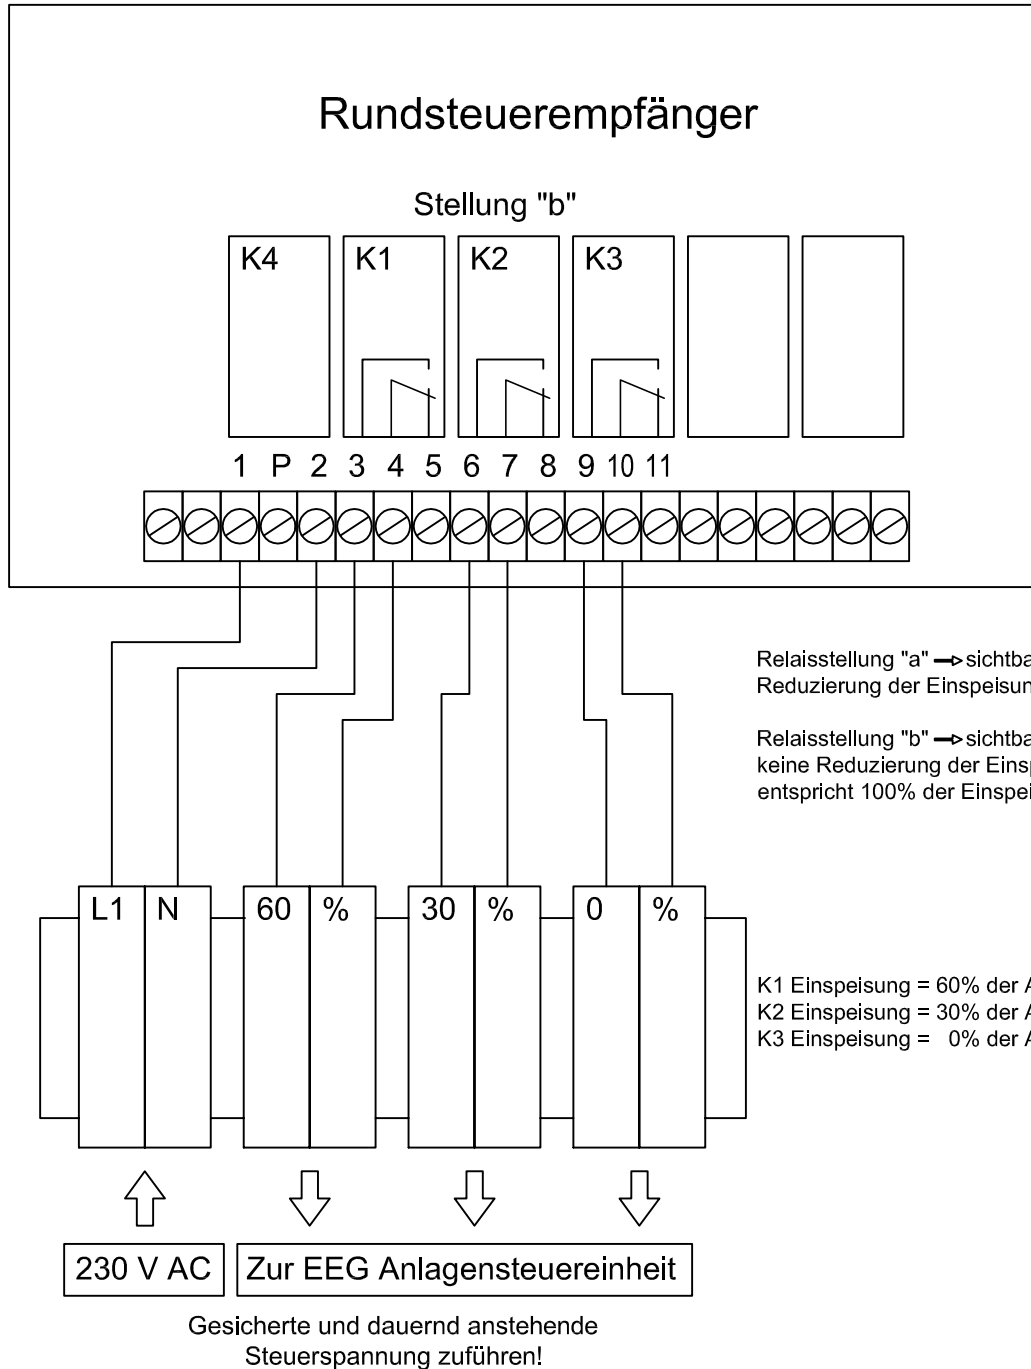 Rundsteuerempfänger
Stellung "b"
K4 K1 K2 K3
1 P 2 3 4 5 6 7 8 9 10 11
Relaisstellung "a"
Reduzierung der
Relaisstellung "b"
keine Reduzierung der
entspricht 100% der
L1 N 60 % 30 % 0 %
K1 Einspeisung = 60% der
K2 Einspeisung = 30% der
K3 Einspeisung = 0% der
230 V AC Zur EEG Anlagensteuereinheit
Gesicherte und dauernd anstehende
Steuerspannung zuführen!